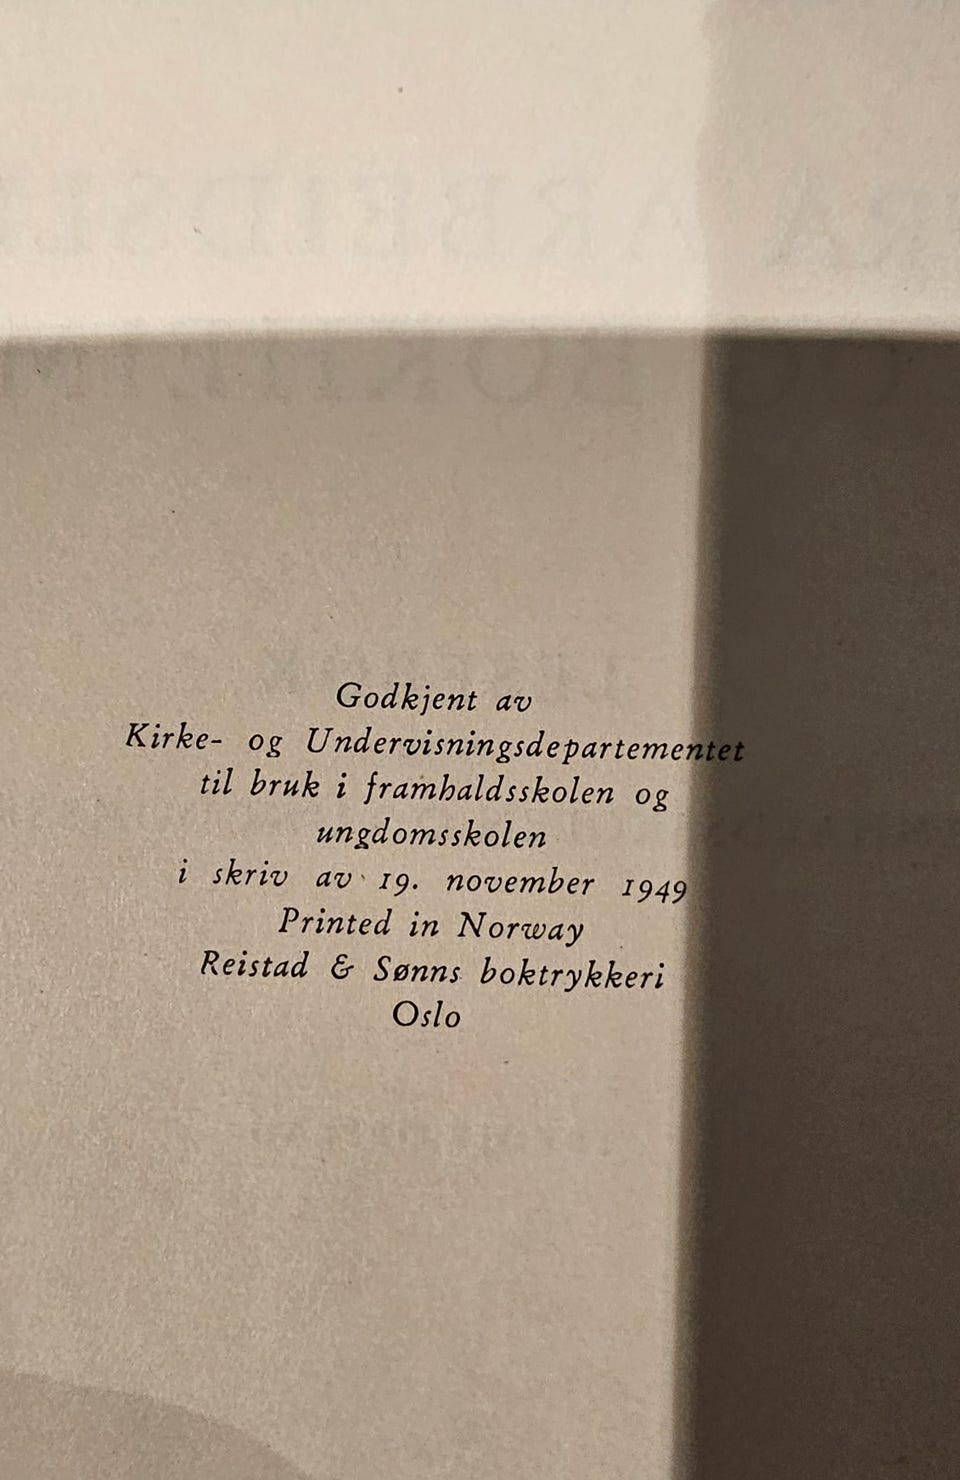 Godkjent av
Kirke- og Undervisningsdepartementet
til bruk i framhaldsskolen og
ungdomsskolen
i skriv av 19. november 1949
Printed in Norway
Reistad & Sønns boktrykkeri
Oslo